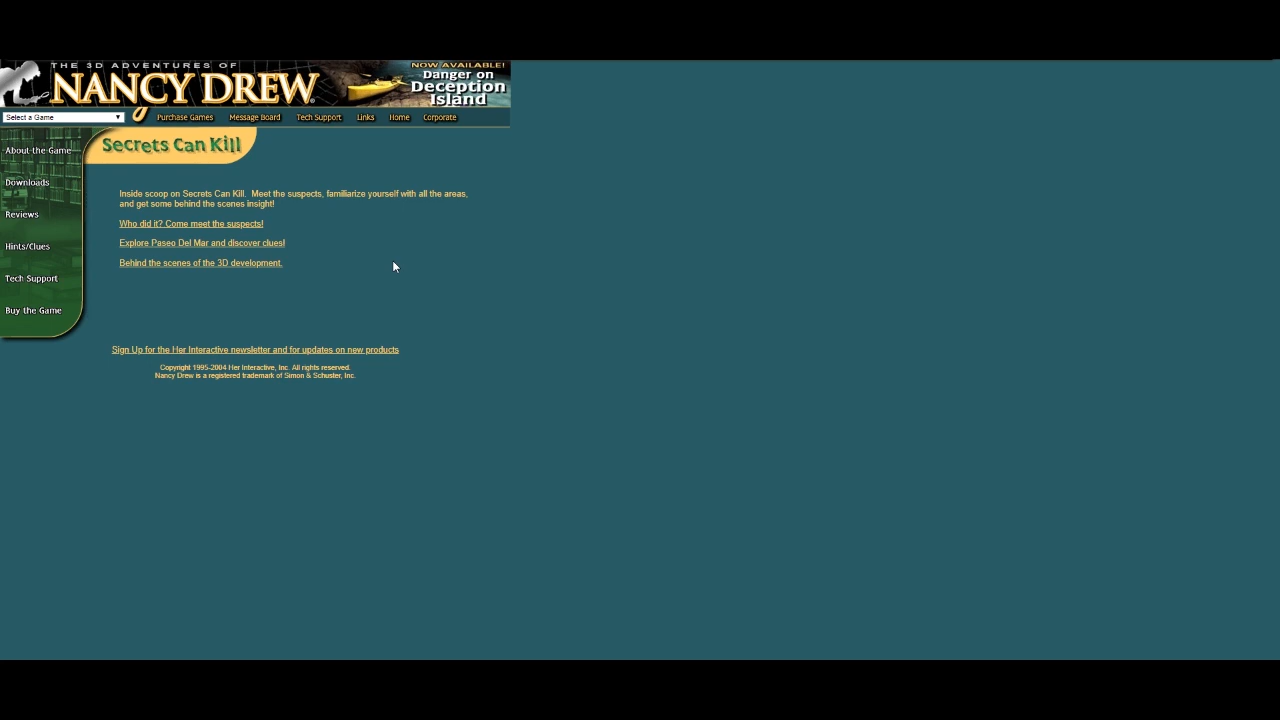 THE 3D ADVENTURES OF
NANCY DREW®
NOW AVAILABLE!
Danger on
Deception
Island
Select a Game
Purchase Games
Message Board
Tech Support
Links
Home
Corporate
Secrets Can Kill
About the Game
Downloads
Reviews
Hints/Clues
Tech Support
Buy the Game
Inside scoop on Secrets Can Kill.  Meet the suspects, familiarize yourself with all the areas,
and get some behind the scenes insight!
Who did it? Come meet the suspects!
Explore Paseo Del Mar and discover clues!
Behind the scenes of the 3D development.
Sign Up for the Her Interactive newsletter and for updates on new products
Copyright 1995-2004 Her Interactive, Inc. All rights reserved.
Nancy Drew is a registered trademark of Simon & Schuster, Inc.